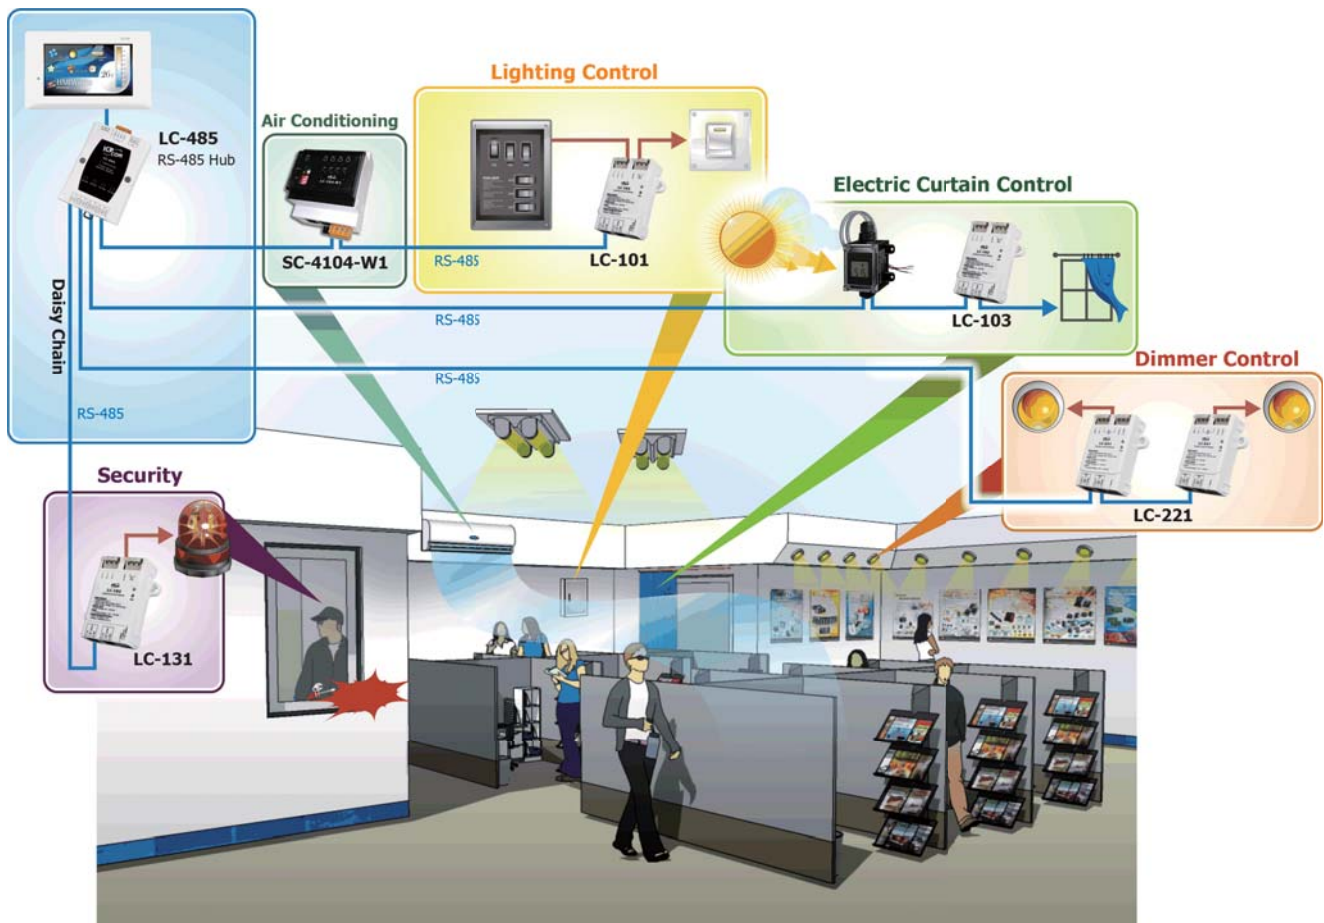 LC-485
RS-485 Hub
Air Conditioning
SC-4104-W1
Lighting Control
RS-485
LC-101
Electric Curtain Control
RS-485
LC-103
Dimmer Control
RS-485
LC-221
Daisy Chain
RS-485
Security
LC-131